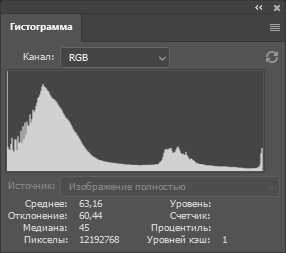 Гистограмма
Канал: RGB
Источник: Изображение полностью
Среднее: 63,16 Уровень:
Отклонение: 60,44 Счетчик:
Медиана: 45 Процентиль:
Пикселы: 12192768 Уровней кэш: 1